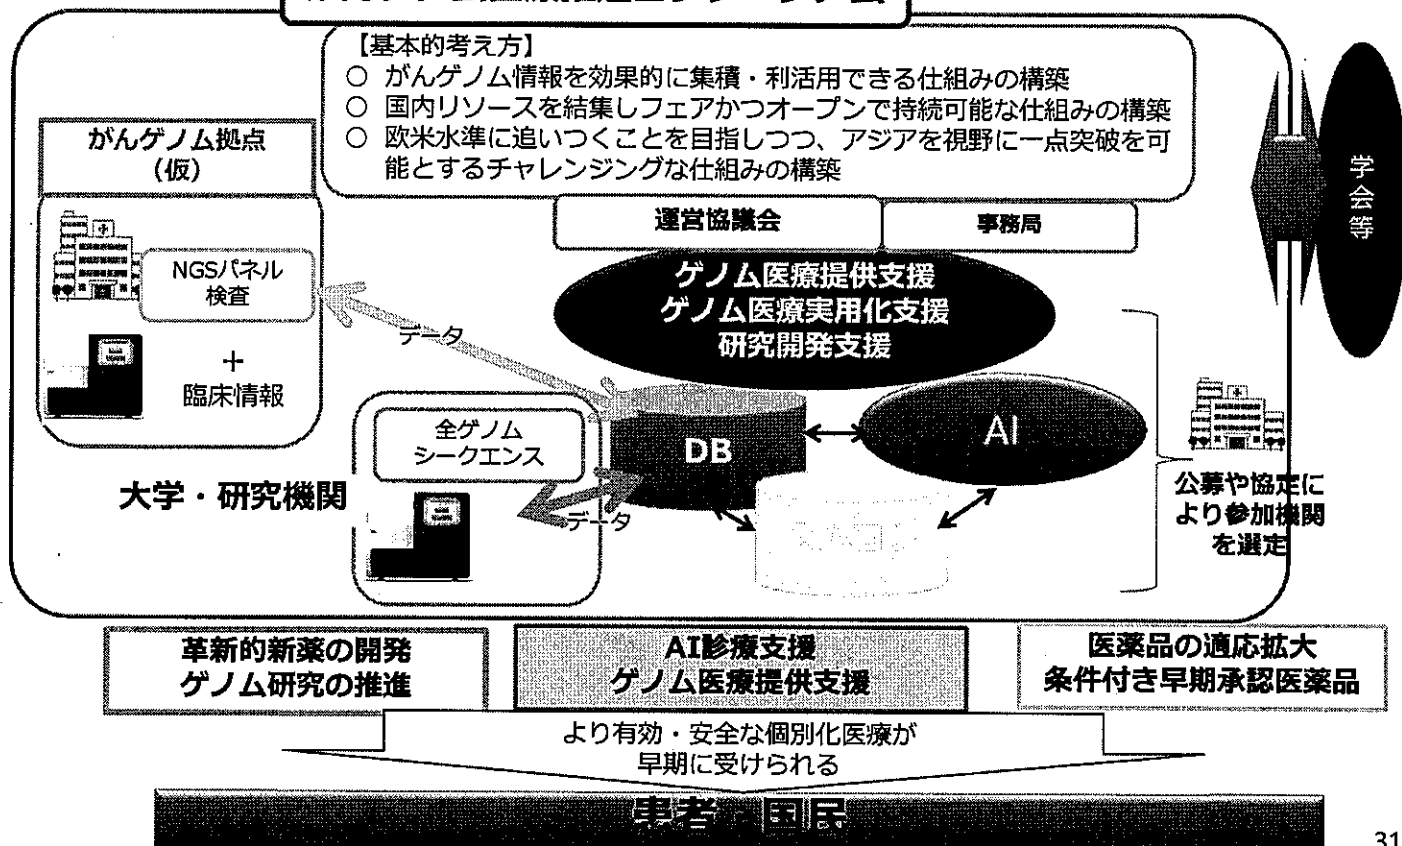 【基本的考え方】
○ がんゲノム情報を効果的に集積・利活用できる仕組みの構築
○ 国内リソースを結集しフェアかつオープンで持続可能な仕組みの構築
○ 欧米水準に追いつくことを目指しつつ、アジアを視野に一点突破を可
能とするチャレンジングな仕組みの構築
がんゲノム拠点
(仮)
学会等
運営協議会
事務局
NGSパネル
検査
+
臨床情報
ゲノム医療提供支援
ゲノム医療実用化支援
研究開発支援
データ
全ゲノム
シークエンス
DB
AI
大学・研究機関
データ
公募や協定に
より参加機関
を選定
革新的新薬の開発
ゲノム研究の推進
AI診療支援
ゲノム医療提供支援
医薬品の適応拡大
条件付き早期承認医薬品
より有効・安全な個別化医療が
早期に受けられる
患者 国民
31